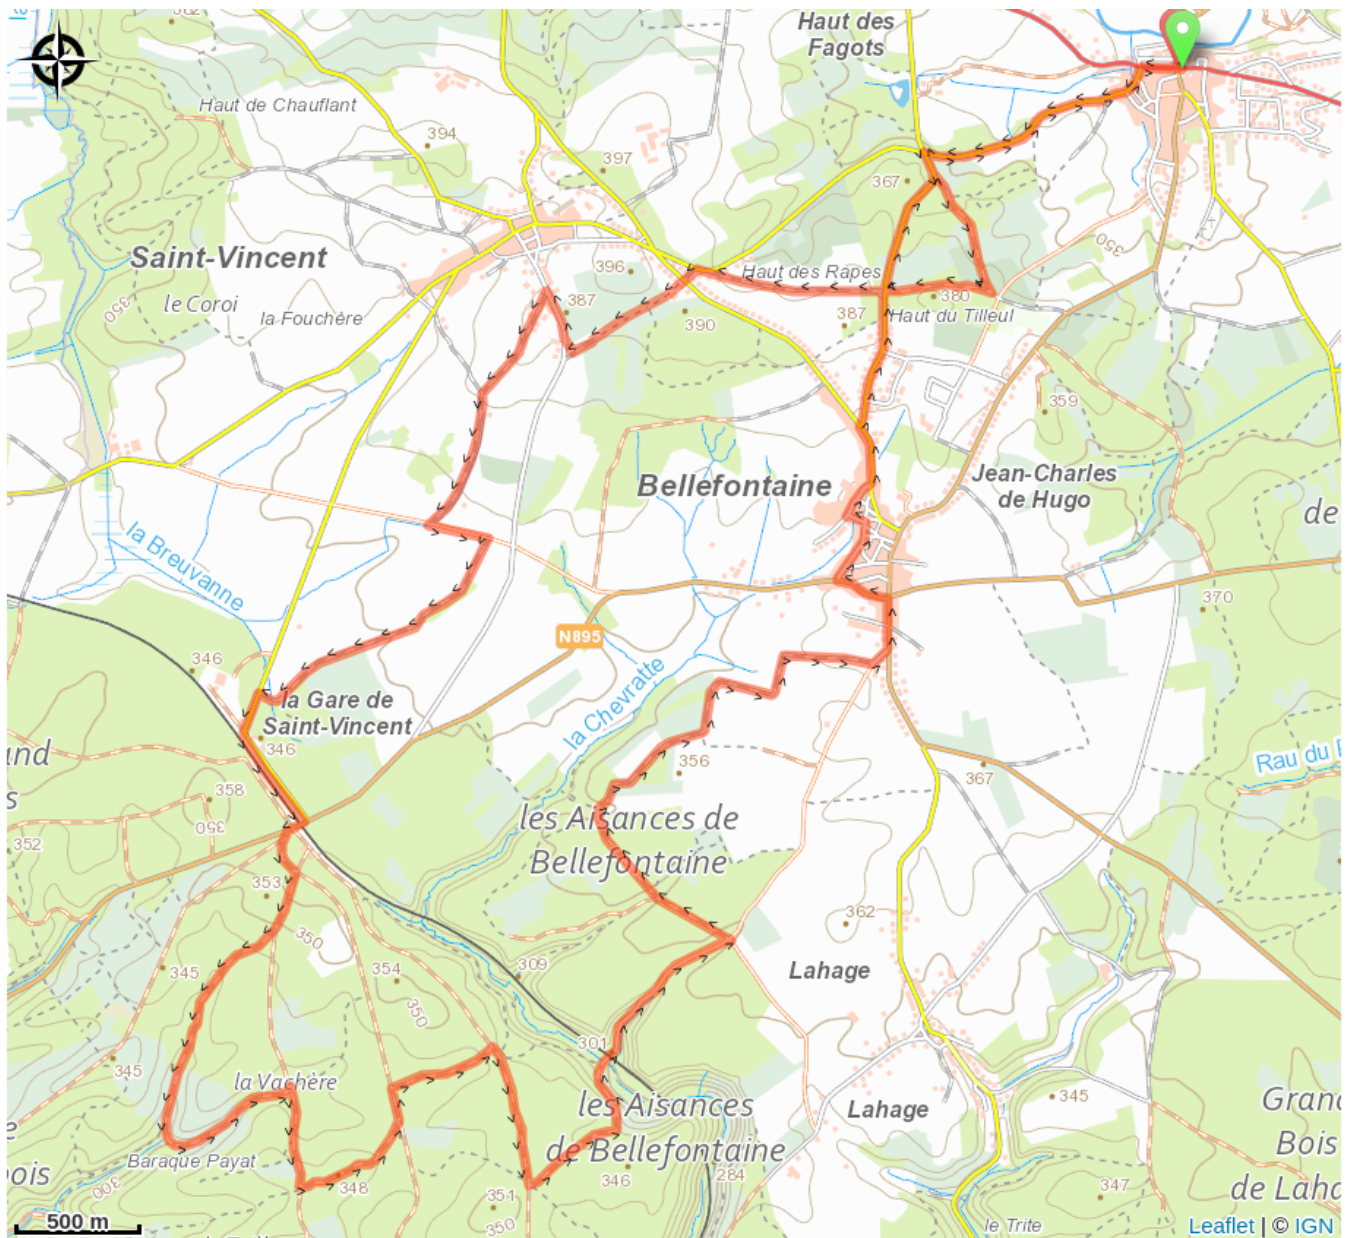 Haut des
Fagots
Haut de Chauflant
394
397
367
Saint-Vincent
396
Haut des Rapes
350
le Coroi
350
la Fouchère
387
390
387
380
Haut du Tilleul
359
Bellefontaine
Jean-Charles
de Hugo
de
la Breuvanne
370
N895
346
la Gare de
Saint-Vincent
la Chevratte
346
356
367
Rau du
358
350
les Aisances de
Bellefontaine
352
353
362
350
354
345
309
Lahage
350
301
345
la Vachère
les Aisances
de Bellefontaine
Lahage
345
Baraque Payat
300
348
351
350
346
284
347
Bois
le Trite
500 m
Leaflet | © IGN